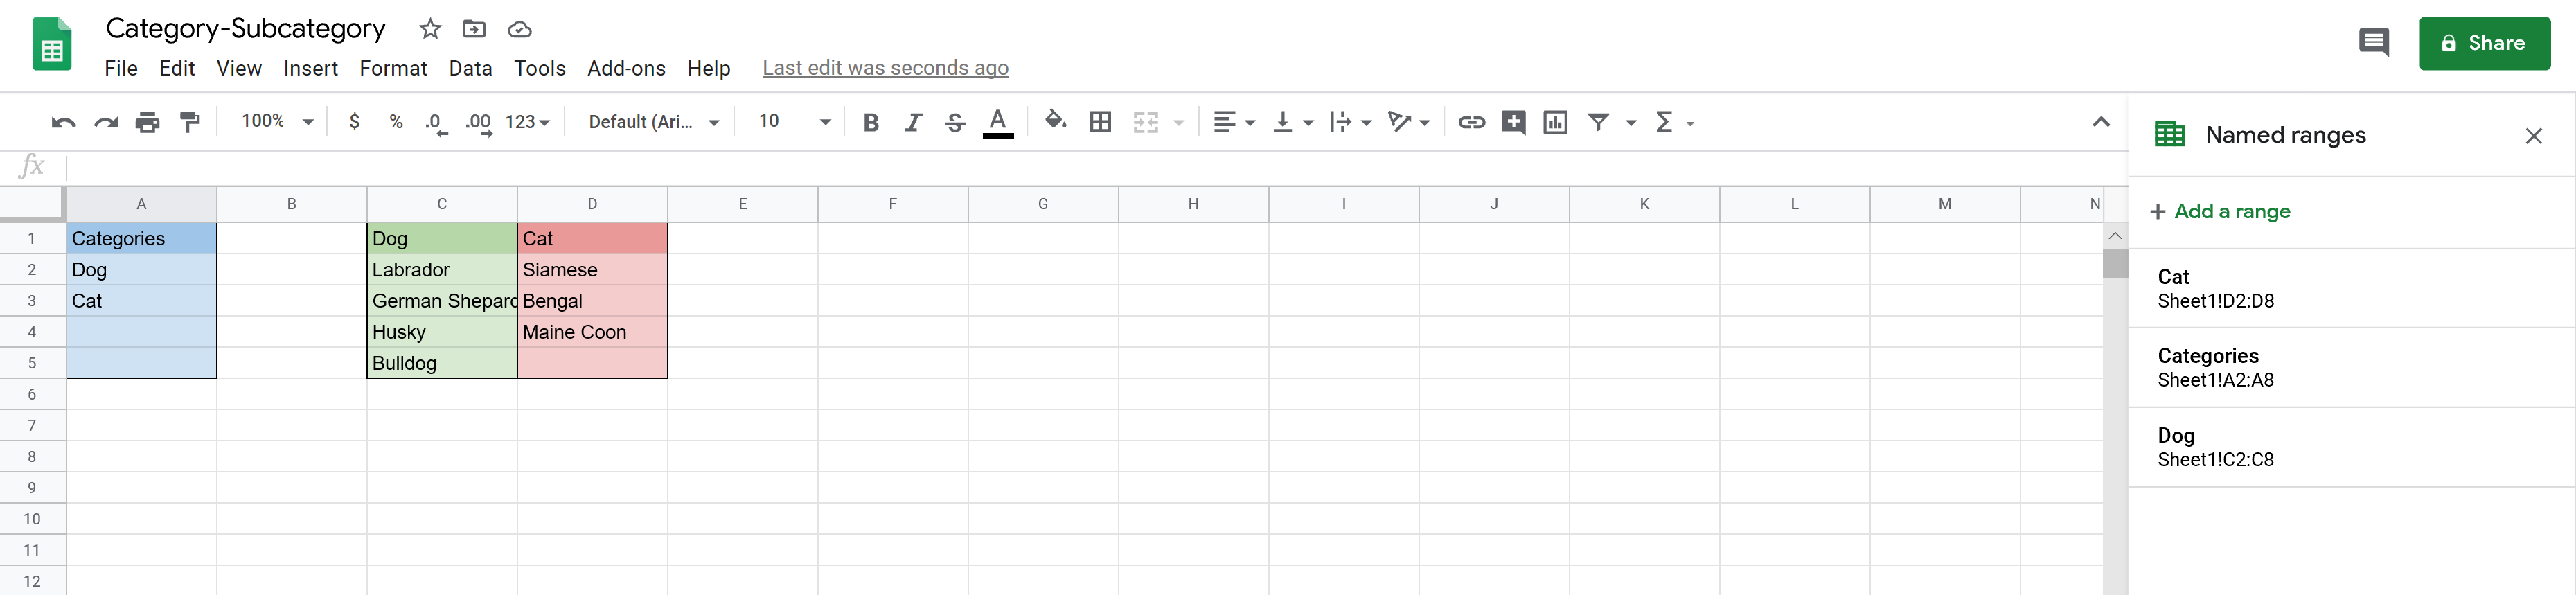 Category-Subcategory
File Edit View Insert Format Data Tools Add-ons Help Last edit was seconds ago
Share
100% $ % .0 .00 123 Default (Ari... 10 B I S A Σ
fx
Named ranges
+ Add a range
A B C D E F G H I J K L M N
1 Categories Dog Cat
2 Dog Labrador Siamese
3 Cat German Sheparc Bengal
4 Husky Maine Coon
5 Bulldog
6
7
8
9
10
11
12
Cat
Sheet1!D2:D8
Categories
Sheet1!A2:A8
Dog
Sheet1!C2:C8